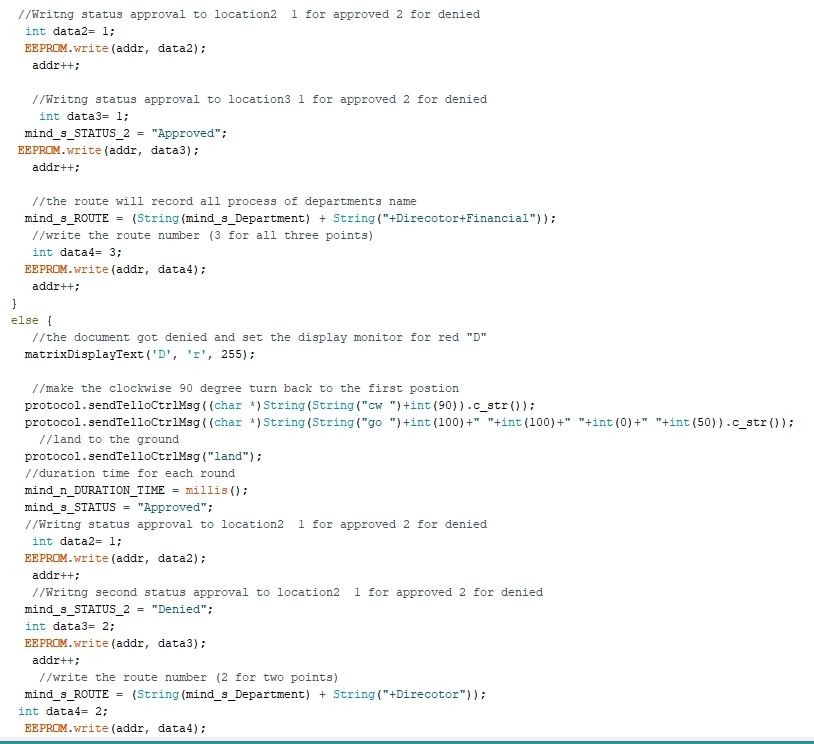 //Writng status approval to location2  1 for approved 2 for denied
int data2= 1;
EEPROM.write(addr, data2);
addr++;
//Writng status approval to location3 1 for approved 2 for denied
int data3= 1;
mind_s_STATUS_2 = "Approved";
EEPROM.write(addr, data3);
addr++;
//the route will record all process of departments name
mind_s_ROUTE = (String(mind_s_Department) + String("+Direcotor+Financial"));
//write the route number (3 for all three points)
int data4= 3;
EEPROM.write(addr, data4);
addr++;
}
else {
//the document got denied and set the display monitor for red "D"
matrixDisplayText('D', 'r', 255);
//make the clockwise 90 degree turn back to the first postion
protocol.sendTelloCtrlMsg((char *)String(String("cw ")+int(90)).c_str());
protocol.sendTelloCtrlMsg((char *)String(String("go ")+int(100)+" "+int(100)+" "+int(0)+" "+int(50)).c_str());
//land to the ground
protocol.sendTelloCtrlMsg("land");
//duration time for each round
mind_n_DURATION_TIME = millis();
mind_s_STATUS = "Approved";
//Writng status approval to location2  1 for approved 2 for denied
int data2= 1;
EEPROM.write(addr, data2);
addr++;
//Writng second status approval to location2  1 for approved 2 for denied
mind_s_STATUS_2 = "Denied";
int data3= 2;
EEPROM.write(addr, data3);
addr++;
//write the route number (2 for two points)
mind_s_ROUTE = (String(mind_s_Department) + String("+Direcotor"));
int data4= 2;
EEPROM.write(addr, data4);